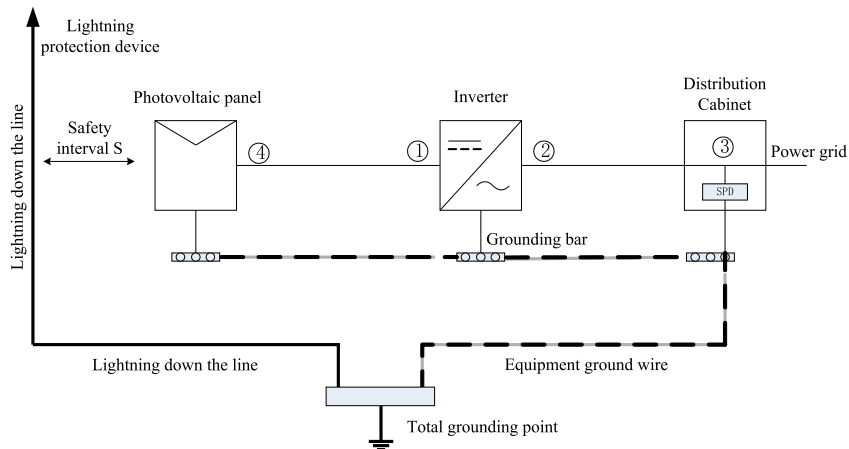 Lightning
protection device
Photovoltaic panel
Inverter
Distribution
Cabinet
Safety
interval S
④
①
②
③
Power grid
SPD
Lightning down the line
Grounding bar
Lightning down the line
Equipment ground wire
Total grounding point